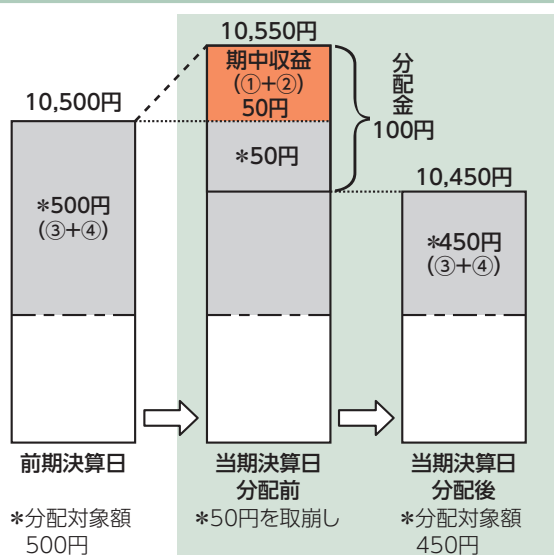 10,500円
*500円
(③+④)
前期決算日
*分配対象額
500円
10,550円
期中収益
(①+②)
50円
*50円
分配金
100円
当期決算日
分配前
*50円を取崩し
10,450円
*450円
(③+④)
当期決算日
分配後
*分配対象額
450円